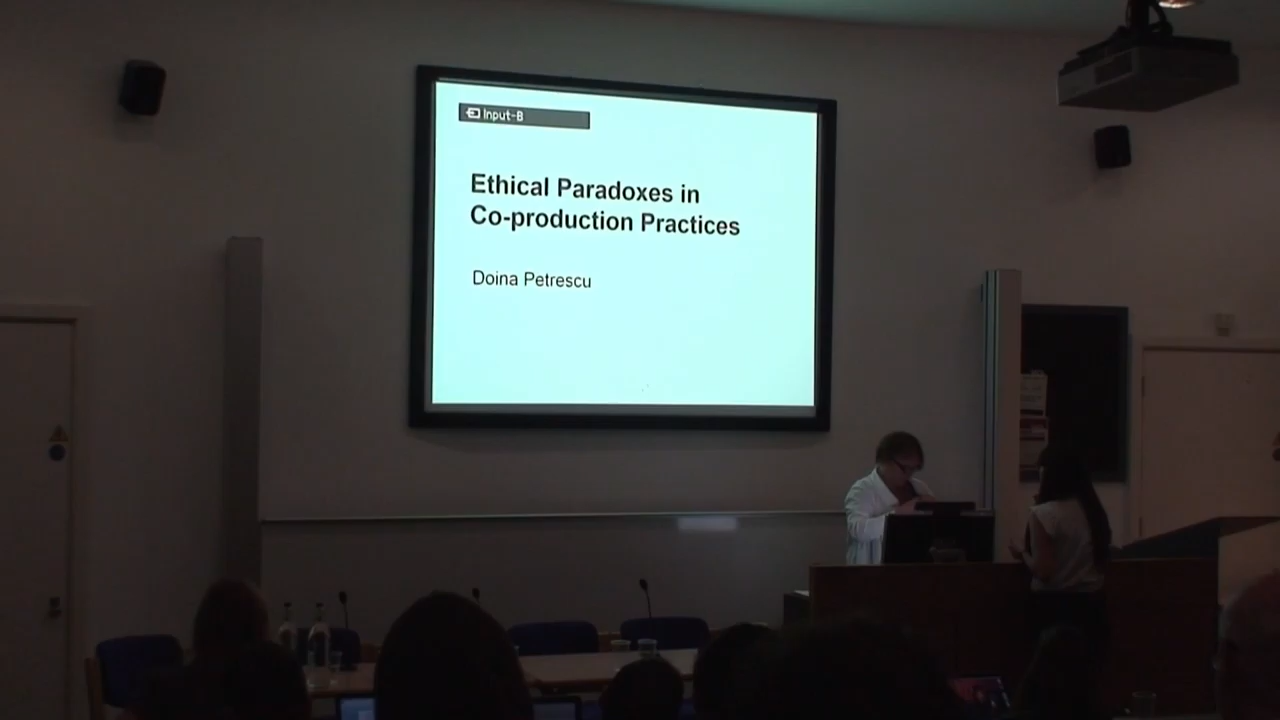 Input-B
Ethical Paradoxes in
Co-production Practices
Doina Petrescu